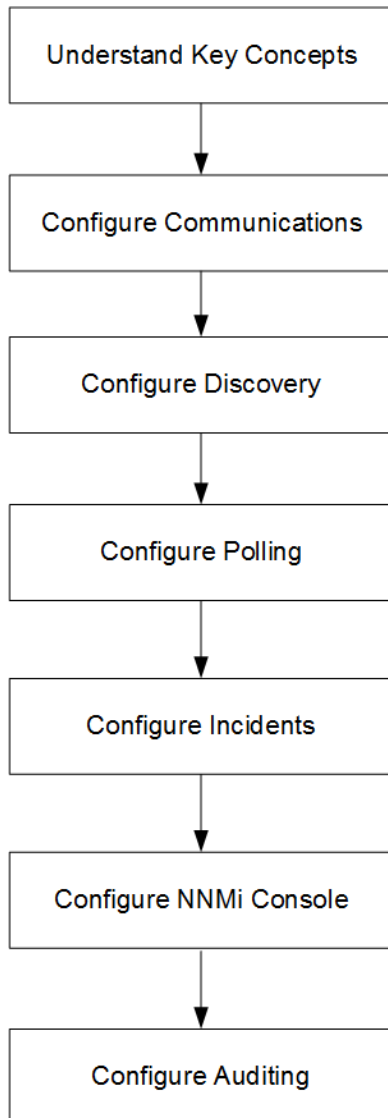 Understand Key Concepts
Configure Communications
Configure Discovery
Configure Polling
Configure Incidents
Configure NNMi Console
Configure Auditing